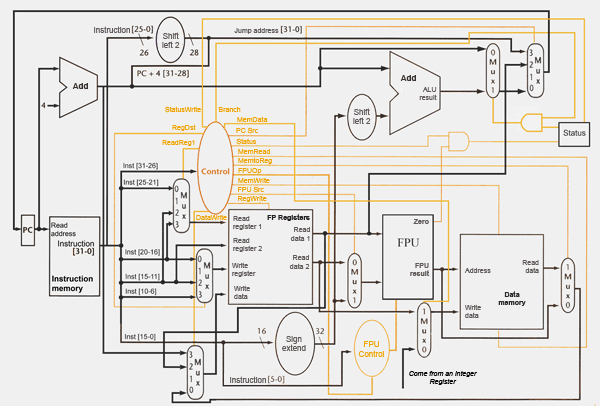 Instruction [25-0]
Shift
left 2
Jump address [31-0]
26
28
PC + 4 [31-28]
Add
4
StatusWrite
Branch
MemData
PC Src
Status
MemRead
MemtoReg
FPUOp
MemWrite
FPU Src
RegWrite
RegDst
ReadReg1
DataWrite
Control
Shift
left 2
Add
ALU
result
0
M
u
x
1
3
2
M
u
1 x
0
Status
Inst [31-26]
Inst [25-21]
Inst [20-16]
Inst [15-11]
Inst [10-6]
Inst [15-0]
Instruction [5-0]
PC
Read
address
Instruction
[31-0]
Instruction
memory
0
1 M
u
2 x
3
0
1 M
u
2 x
3
3
2 M
1 u
x
0
FP Registers
Read
register 1
Read
register 2
Write
register
Write
data
Read
data 1
Read
data 2
16
Sign
extend
32
0
M
u
x
1
Zero
FPU
FPU
result
FPU
Control
1
M
u
x
0
Address
Write
data
Read
data
Data
memory
1
M
u
x
0
Come from an Integer
Register